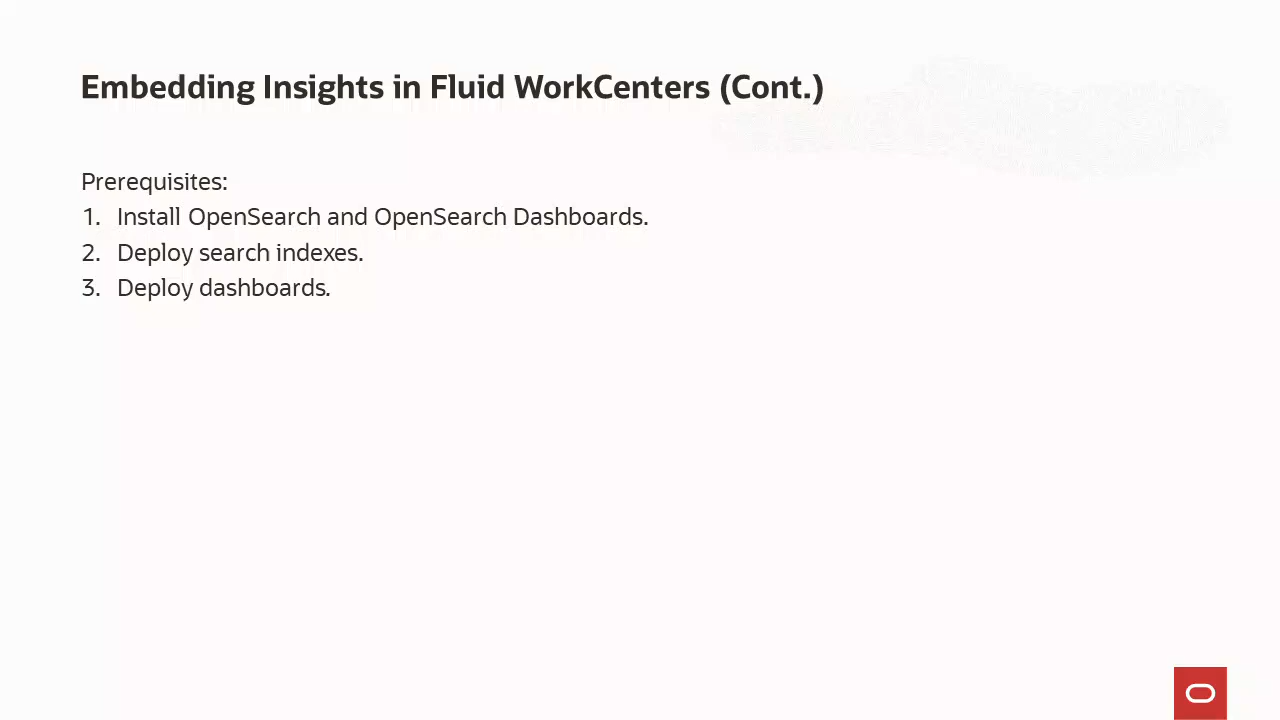 Embedding Insights in Fluid WorkCenters (Cont.)
Prerequisites:
1. Install OpenSearch and OpenSearch Dashboards.
2. Deploy search indexes.
3. Deploy dashboards.